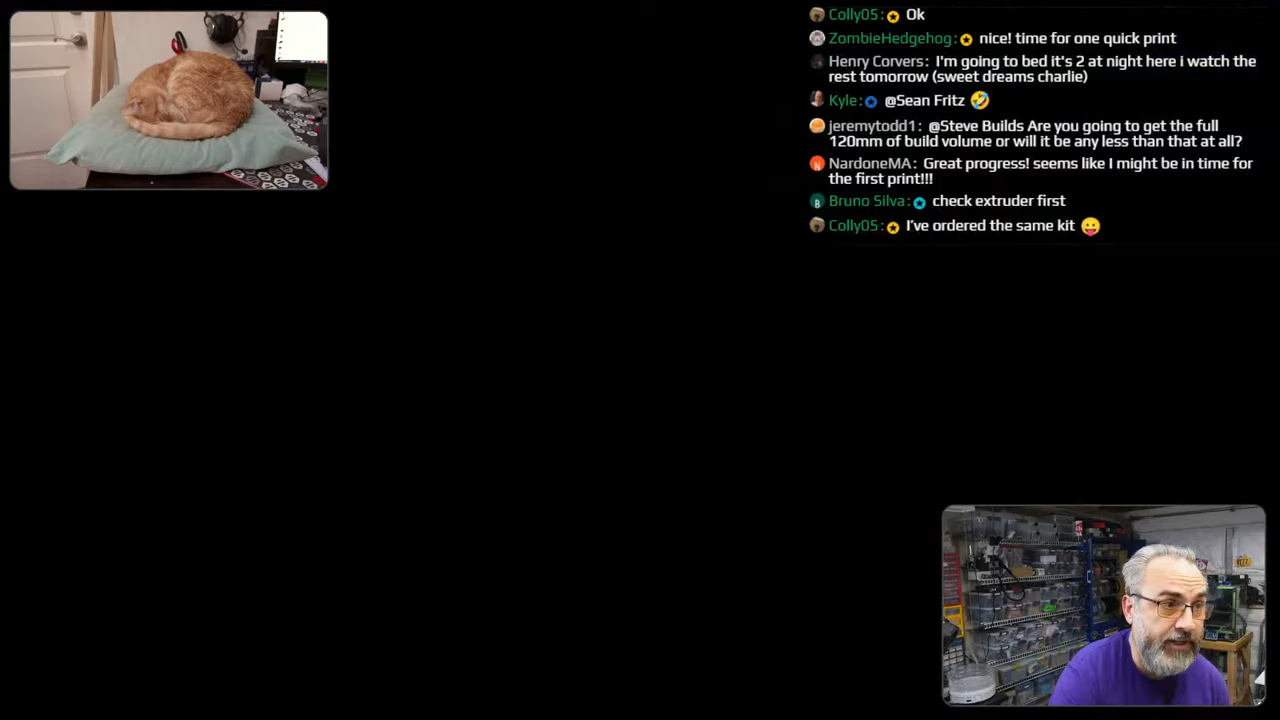 Colly05: Ok
ZombieHedgehog: nice! time for one quick print
Henry Corvers: I'm going to bed it's 2 at night here i watch the
rest tomorrow (sweet dreams charlie)
Kyle: @Sean Fritz 🤣
jeremytodd1: @Steve Builds Are you going to get the full
120mm of build volume or will it be any less than that at all?
NardoneMA: Great progress! seems like I might be in time for
the first print!!!
Bruno Silva: check extruder first
Colly05: I've ordered the same kit 😛